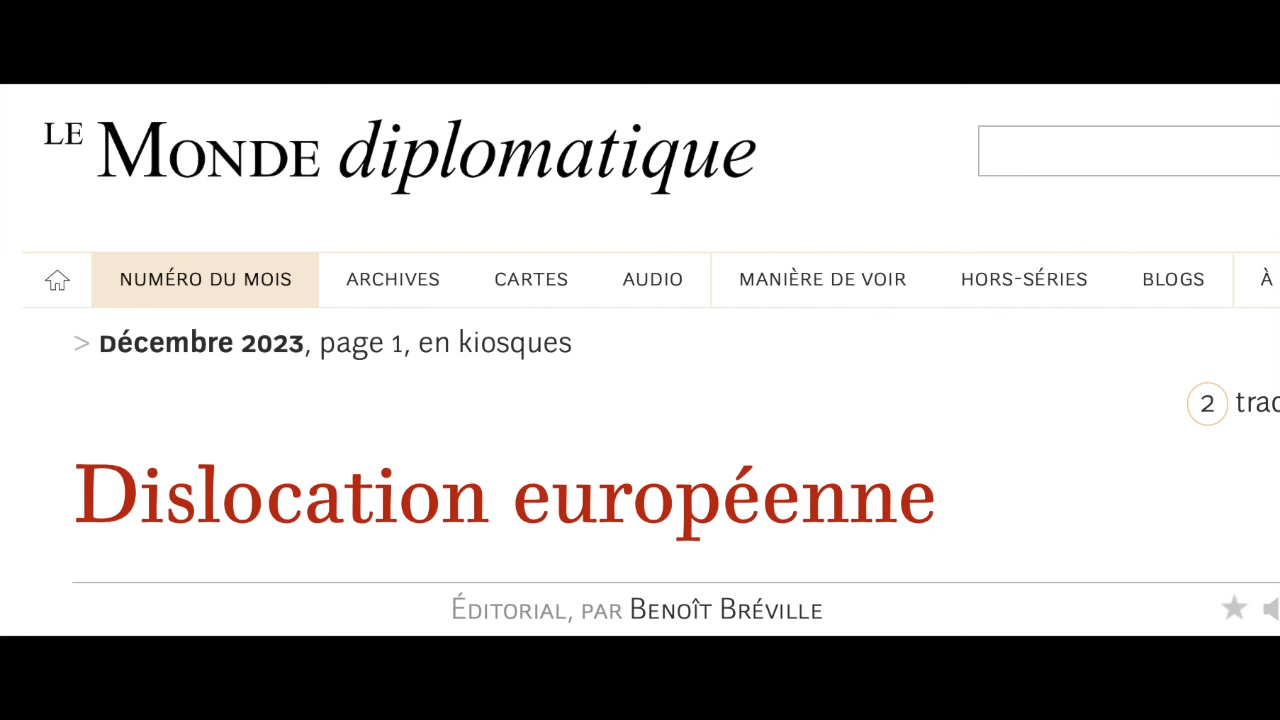 LE MONDE diplomatique
NUMÉRO DU MOIS ARCHIVES CARTES AUDIO MANIÈRE DE VOIR HORS-SÉRIES BLOGS À
> Décembre 2023, page 1, en kiosques
2
Dislocation européenne
ÉDITORIAL, PAR BENOÎT BRÉVILLE